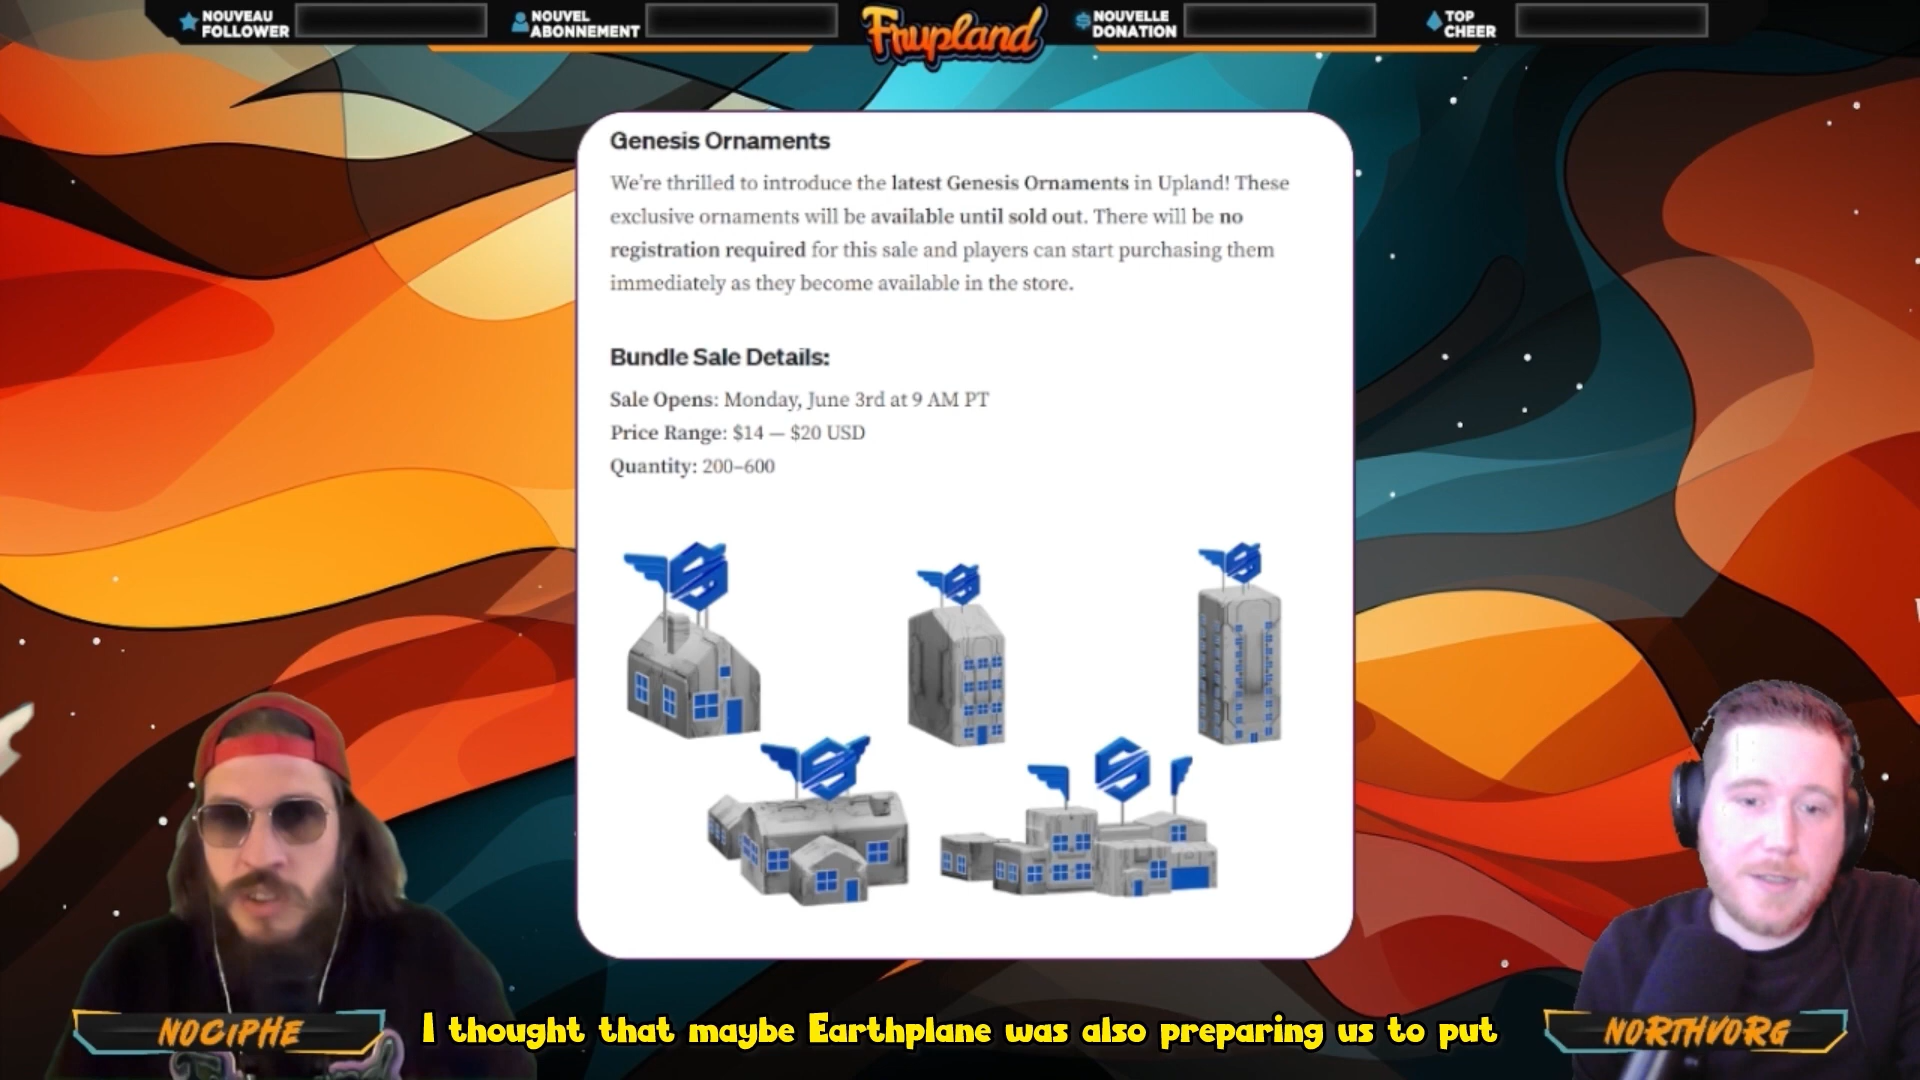 NOUVEAU
FOLLOWER
NOUVEL
ABONNEMENT
Frupland
NOUVELLE
DONATION
TOP
CHEER
Genesis Ornaments
We're thrilled to introduce the latest Genesis Ornaments in Upland! These
exclusive ornaments will be available until sold out. There will be no
registration required for this sale and players can start purchasing them
immediately as they become available in the store.
Bundle Sale Details:
Sale Opens: Monday, June 3rd at 9 AM PT
Price Range: $14 — $20 USD
Quantity: 200–600
NOCIPHE
I thought that maybe Earthplane was also preparing us to put
NORTHVORG